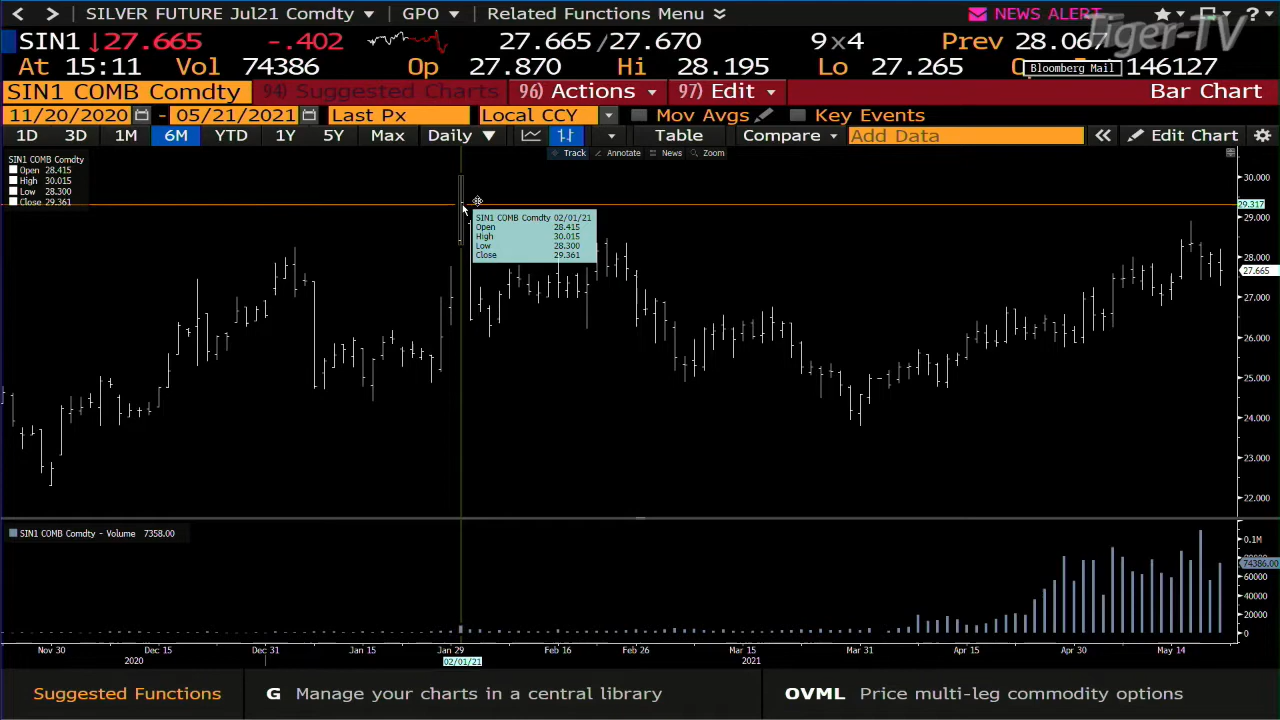 SILVER FUTURE Jul21 Comdty GPO Related Functions Menu NEWS ALERT
Tiger-TV
SIN1 ↓27.665 -.402 27.665/27.670 9x4 Prev 28.067
Bloomberg Mail
At 15:11 Vol 74386 Op 27.870 Hi 28.195 Lo 27.265 146127
SIN1 COMB Comdty 94) Suggested Charts 96) Actions 97) Edit Bar Chart
11/20/2020 - 05/21/2021 Last Px Local CCY Mov Avgs Key Events
1D 3D 1M 6M YTD 1Y 5Y Max Daily Table Compare Add Data Edit Chart
Track Annotate News Zoom
SIN1 COMB Comdty
Open 28.415
High 30.015
Low 28.300
Close 29.361
SIN1 COMB Comdty 02/01/21
Open 28.415
High 30.015
Low 28.300
Close 29.361
30.000
29.317
29.000
28.000
27.665
27.000
26.000
25.000
24.000
23.000
22.000
SIN1 COMB Comdty - Volume 7358.00
0.1M
74386.00
60000
40000
20000
0
Nov 30 Dec 15 Dec 31 Jan 15 Jan 29 Feb 16 Feb 26 Mar 15 Mar 31 Apr 15 Apr 30 May 14
2020 02/01/21 2021
Suggested Functions G Manage your charts in a central library OVML Price multi-leg commodity options